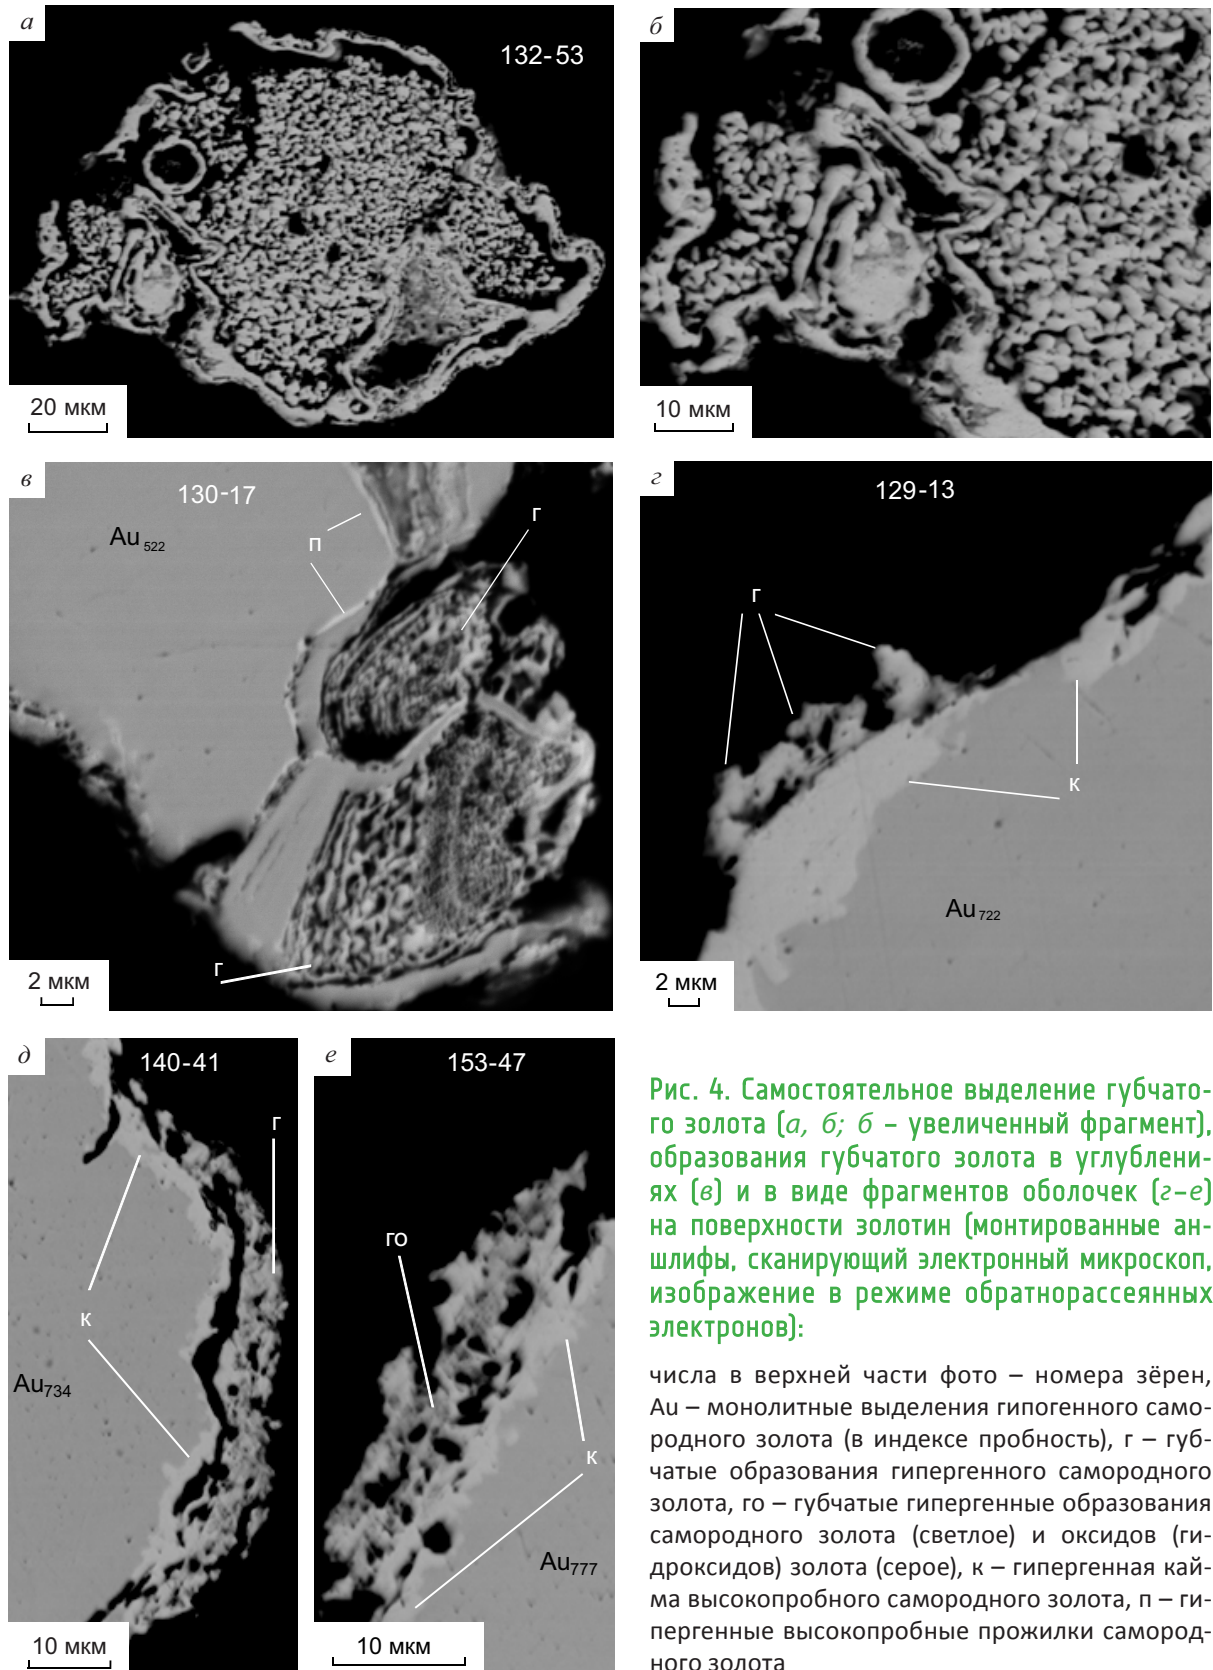 а
132-53
20 мкм
б
10 мкм
в
130-17
Au 522
п
г
г
2 мкм
г
129-13
г
к
Au 722
2 мкм
д
140-41
г
к
Au734
10 мкм
е
153-47
го
к
Au777
10 мкм
Рис. 4. Самостоятельное выделение губчато-
го золота (а, б; б – увеличенный фрагмент),
образования губчатого золота в углублени-
ях (в) и в виде фрагментов оболочек (г–е)
на поверхности золотин (монтированные ан-
шлифы, сканирующий электронный микроскоп,
изображение в режиме обратнорассеянных
электронов):
числа в верхней части фото – номера зёрен,
Au – монолитные выделения гипогенного само-
родного золота (в индексе пробность), г – губ-
чатые образования гипергенного самородного
золота, го – губчатые гипергенные образования
самородного золота (светлое) и оксидов (ги-
дроксидов) золота (серое), к – гипергенная кай-
ма высокопробного самородного золота, п – ги-
пергенные высокопробные прожилки самород-
ного золота